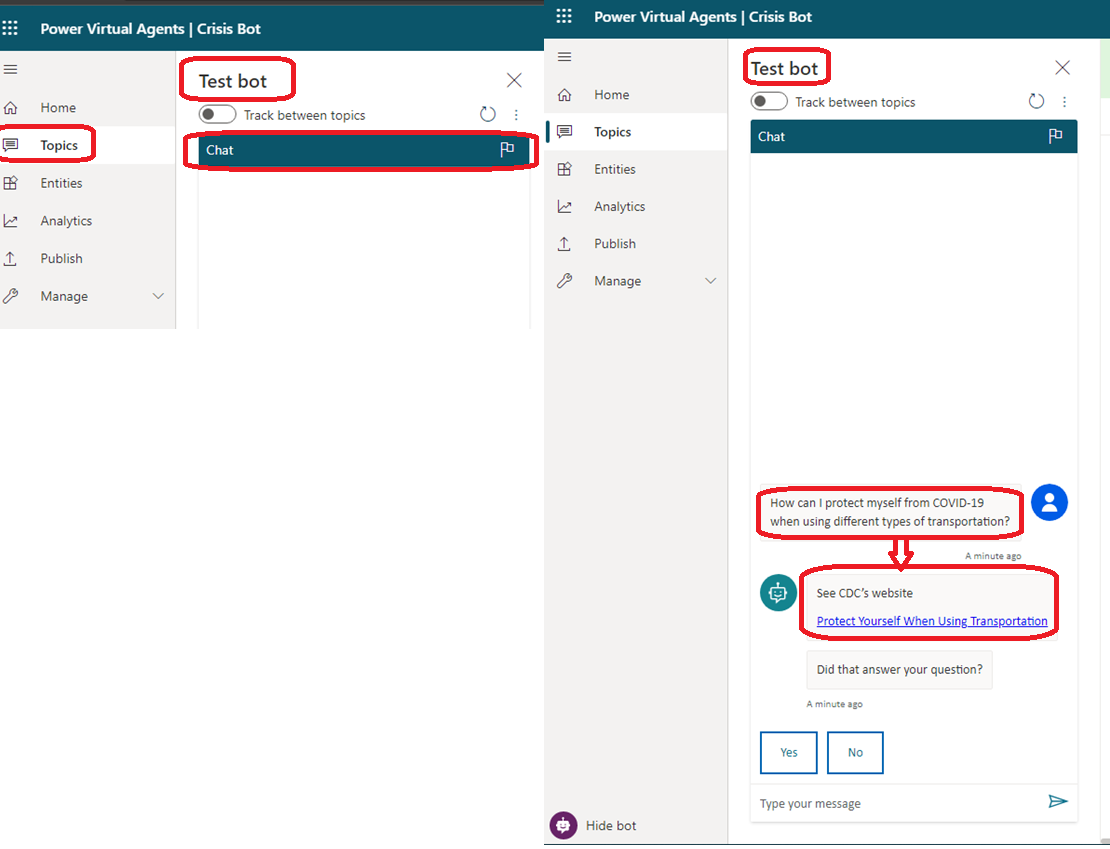 Power Virtual Agents | Crisis Bot
Home
Topics
Entities
Analytics
Publish
Manage
Test bot
Track between topics
Chat
Power Virtual Agents | Crisis Bot
Home
Topics
Entities
Analytics
Publish
Manage
Hide bot
Test bot
Track between topics
Chat
How can I protect myself from COVID-19
when using different types of transportation?
A minute ago
See CDC’s website
Protect Yourself When Using Transportation
Did that answer your question?
A minute ago
Yes
No
Type your message